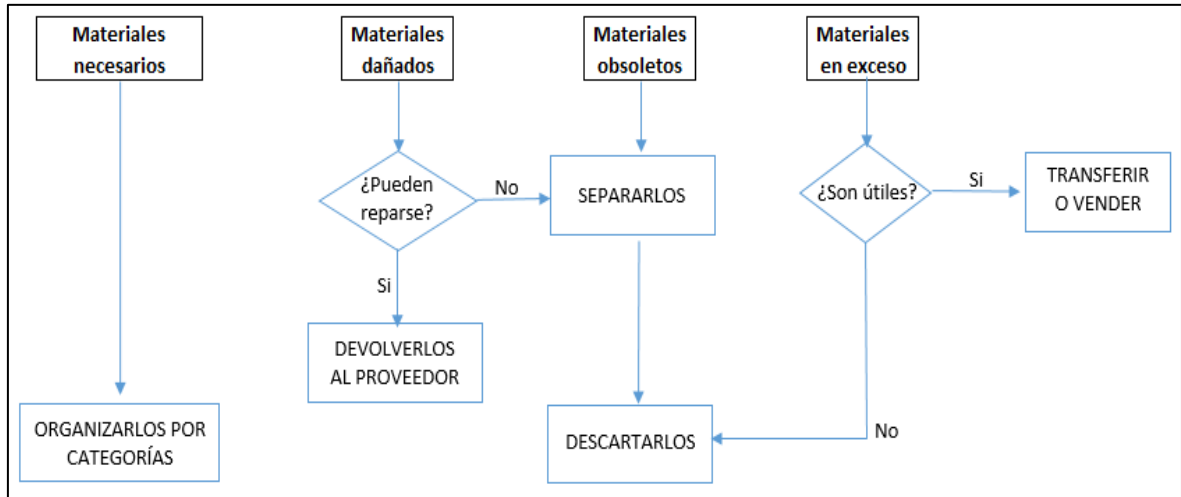 Materiales
necesarios
Materiales
dañados
Materiales
obsoletos
Materiales
en exceso
¿Pueden
reparse?
No
SEPARARLOS
¿Son útiles?
Si
TRANSFERIR
O VENDER
Si
DEVOLVERLOS
AL PROVEEDOR
ORGANIZARLOS POR
CATEGORÍAS
DESCARTARLOS
No